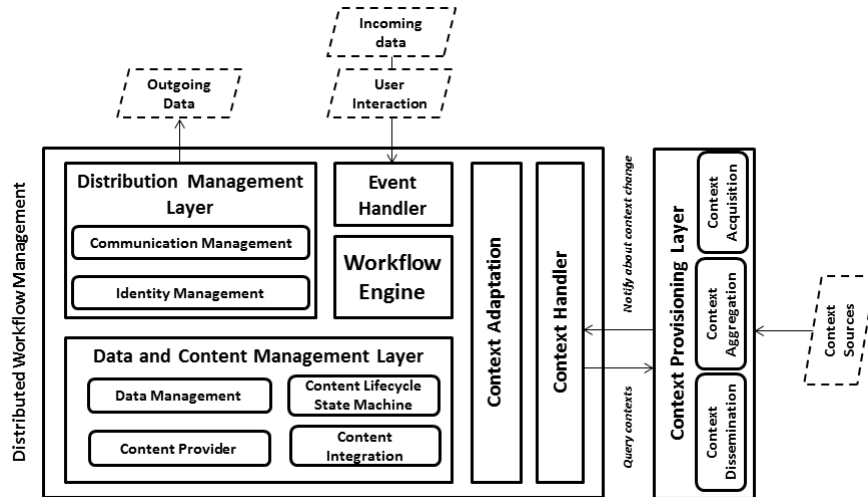 Incoming
data
Outgoing
Data
User
Interaction
Distributed Workflow Management
Distribution Management
Layer
Communication Management
Identity Management
Event
Handler
Workflow
Engine
Data and Content Management Layer
Data Management
Content Lifecycle
State Machine
Content Provider
Content
Integration
Context Adaptation
Context Handler
Notify about context change
Query contexts
Context Provisioning Layer
Context
Acquisition
Context
Aggregation
Context
Dissemination
Context
Sources